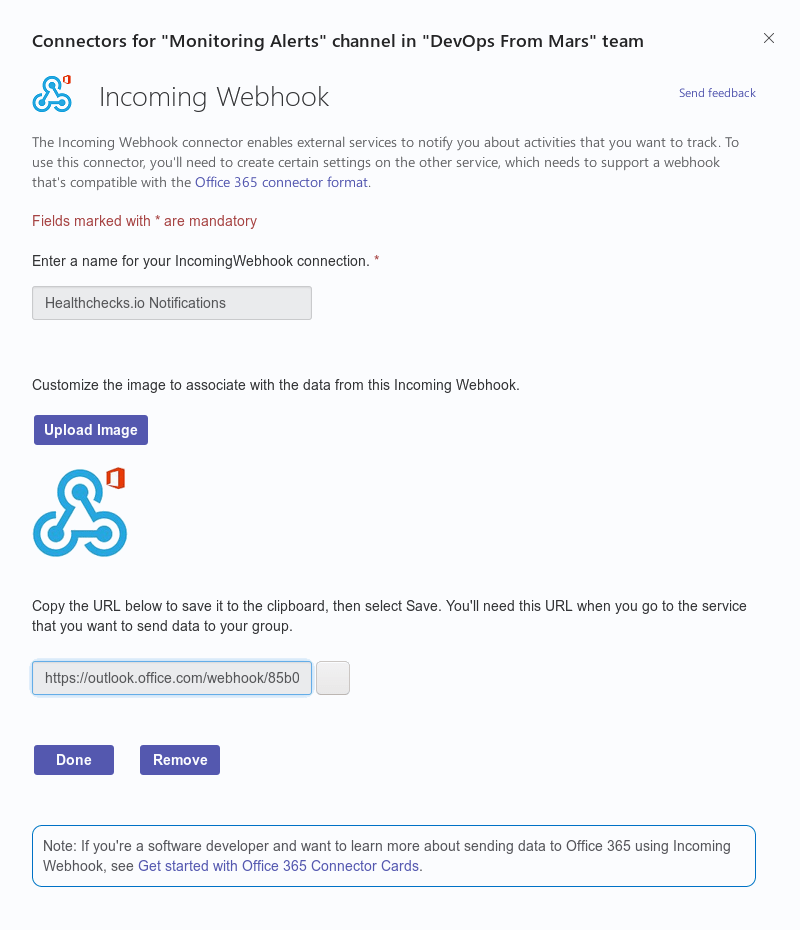 Connectors for "Monitoring Alerts" channel in "DevOps From Mars" team
Incoming Webhook
Send feedback
The Incoming Webhook connector enables external services to notify you about activities that you want to track. To
use this connector, you'll need to create certain settings on the other service, which needs to support a webhook
that's compatible with the Office 365 connector format.
Fields marked with * are mandatory
Enter a name for your IncomingWebhook connection. *
Healthchecks.io Notifications
Customize the image to associate with the data from this Incoming Webhook.
Upload Image
Copy the URL below to save it to the clipboard, then select Save. You'll need this URL when you go to the service
that you want to send data to your group.
https://outlook.office.com/webhook/85b0
Done
Remove
Note: If you're a software developer and want to learn more about sending data to Office 365 using Incoming
Webhook, see Get started with Office 365 Connector Cards.